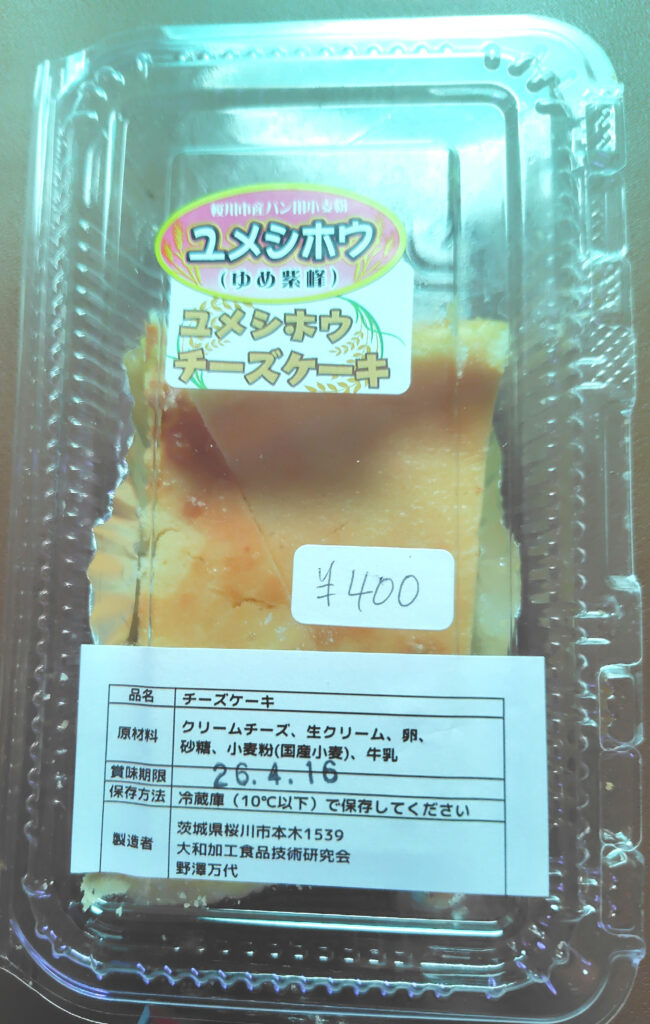 桜川市産パン用小麦粉
ユメシホウ
(ゆめ紫峰)
ユメシホウ
チーズケーキ
¥400
品名 チーズケーキ
原材料 クリームチーズ、生クリーム、卵、
砂糖、小麦粉(国産小麦)、牛乳
賞味期限 26.4.16
保存方法 冷蔵庫(10℃以下)で保存してください
製造者 茨城県桜川市本木1539
大和加工食品技術研究会
野澤万代